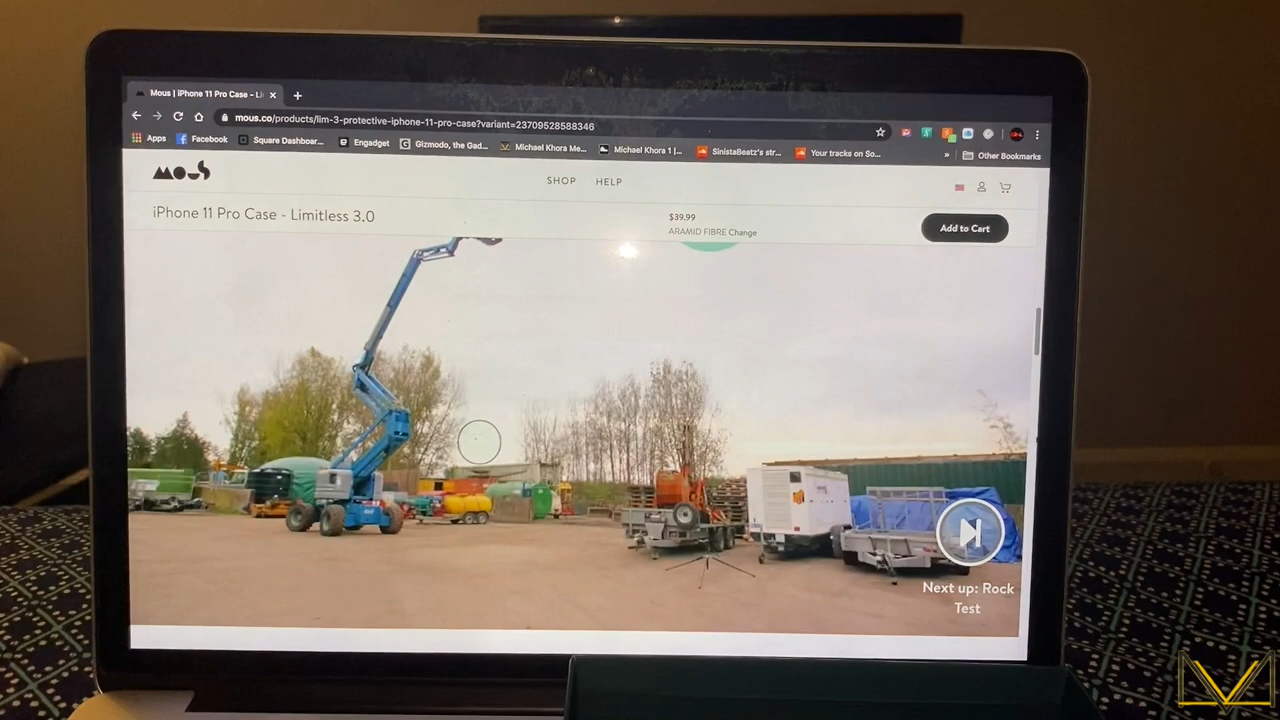 Mous | iPhone 11 Pro Case - Li
mous.co/products/lim-3-protective-iphone-11-pro-case?variant=23709528588346
Apps Facebook Square Dashboar... Engadget Gizmodo, the Gad... Michael Khora Me... Michael Khora 1 |... SinistaBeatz's str... Your tracks on So... » Other Bookmarks
mous SHOP HELP
iPhone 11 Pro Case - Limitless 3.0
$39.99
ARAMID FIBRE Change
Add to Cart
Next up: Rock
Test